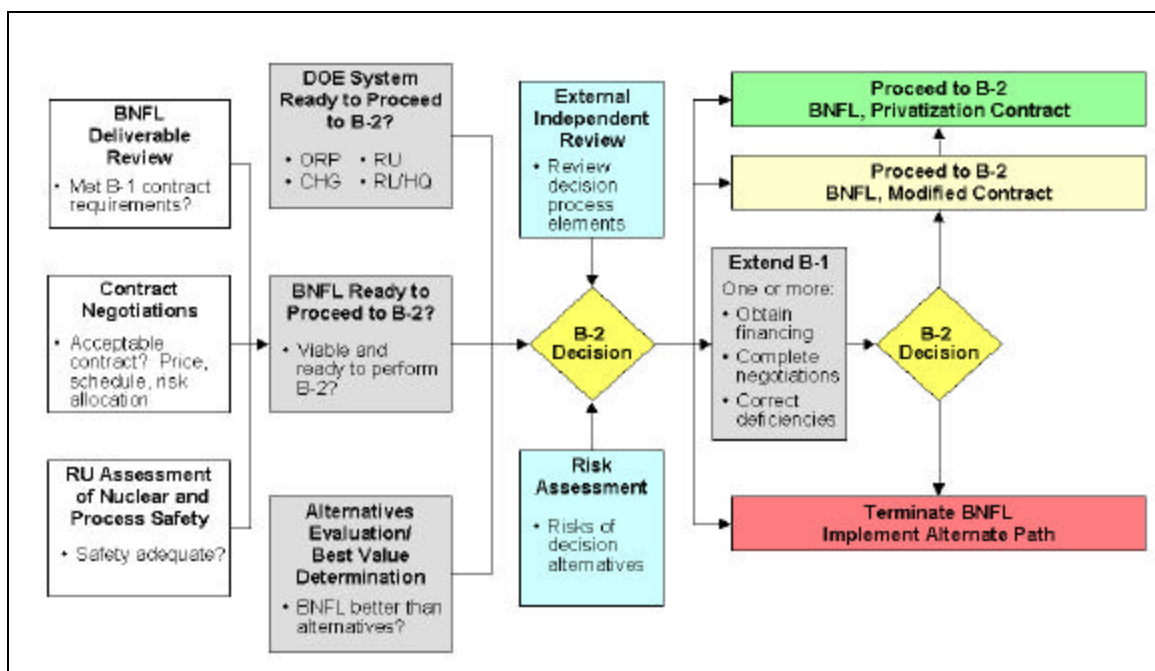 BNFL
Deliverable
Review
• Met B-1 contract
requirements?
Contract
Negotiations
• Acceptable
contract? Price,
schedule, risk
allocation
RU Assessment
of Nuclear and
Process Safety
• Safety adequate?
DOE System
Ready to Proceed
to B-2?
• ORP • RU
• CHG • RL/HQ
BNFL Ready to
Proceed to B-2?
• Viable and
ready to perform
B-2?
Alternatives
Evaluation/
Best Value
Determination
• BNFL better than
alternatives?
External
Independent
Review
• Review
decision
process
elements
B-2
Decision
Risk
Assessment
• Risks of
decision
alternatives
Proceed to B-2
BNFL, Privatization Contract
Proceed to B-2
BNFL, Modified Contract
Extend B-1
One or more:
• Obtain
financing
• Complete
negotiations
• Correct
deficiencies
B-2
Decision
Terminate BNFL
Implement Alternate Path